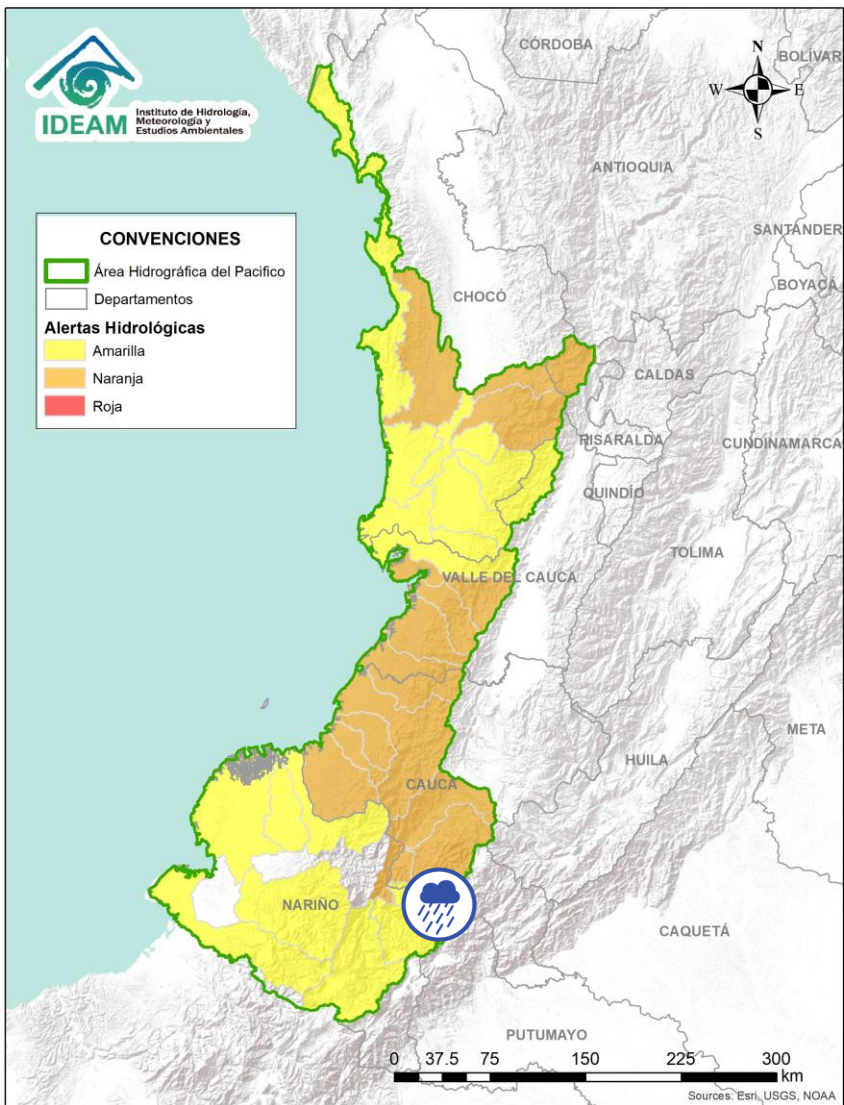 IDEAM
Instituto de Hidrología,
Meteorología y
Estudios Ambientales
CÓRDOBA
BOLÍVAR
N
W
E
S
ANTIOQUIA
SANTANDER
CONVENCIONES
Área Hidrográfica del Pacifico
Departamentos
Alertas Hidrológicas
Amarilla
Naranja
Roja
BOYACÁ
CHOCÓ
CALDAS
RISARALDA
CUNDINAMARCA
QUINDÍO
TOLIMA
VALLE DEL CAUCA
META
HUILA
CAUCA
NARIÑO
CAQUETÁ
PUTUMAYO
0 37.5 75 150 225 300
km
Sources: Esri, USGS, NOAA